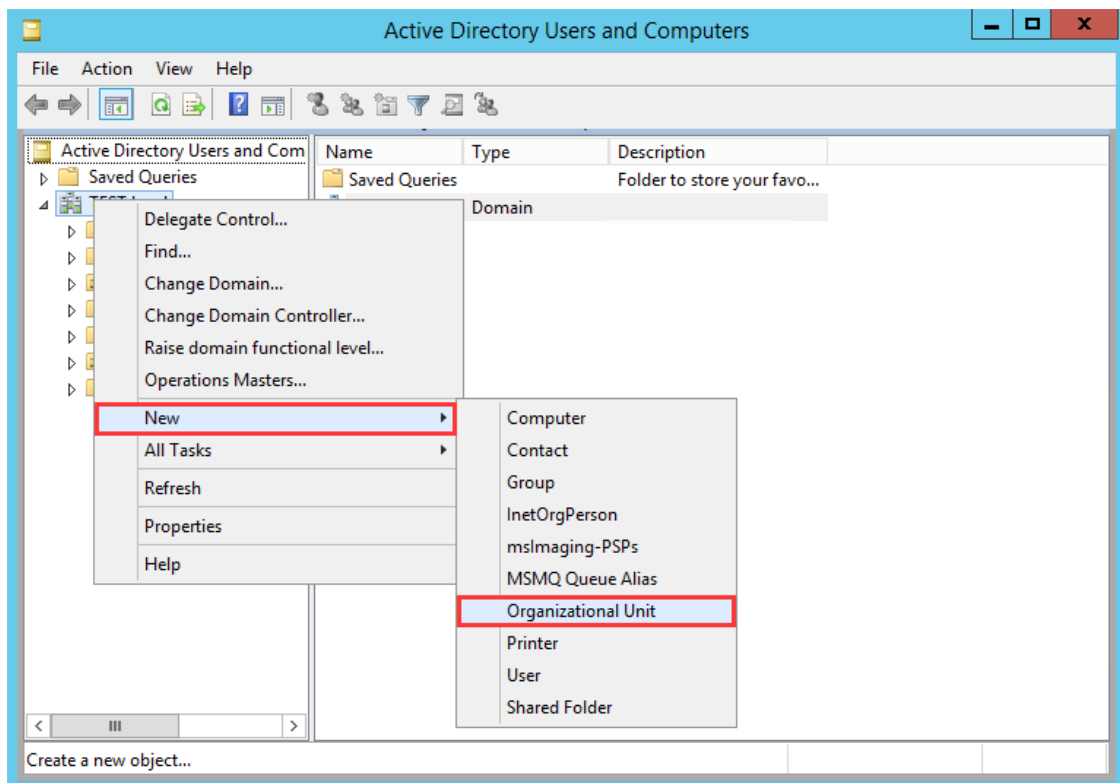 Active Directory Users and Computers
File Action View Help
Active Directory Users and Com
Name Type Description
Saved Queries
Saved Queries Folder to store your favo...
Domain
Delegate Control...
Find...
Change Domain...
Change Domain Controller...
Raise domain functional level...
Operations Masters...
New
All Tasks
Refresh
Properties
Help
Computer
Contact
Group
InetOrgPerson
msImaging-PSPs
MSMQ Queue Alias
Organizational Unit
Printer
User
Shared Folder
Create a new object...